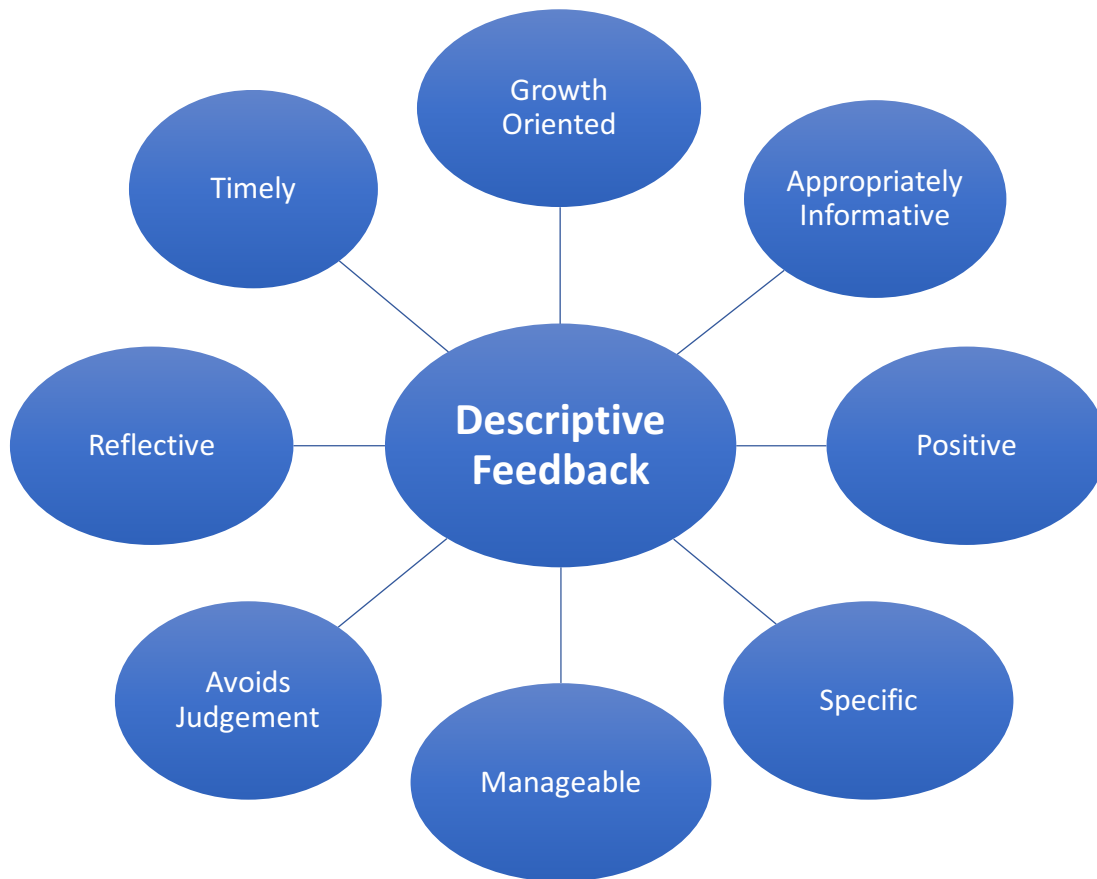 Growth
Oriented
Appropriately
Informative
Positive
Specific
Manageable
Avoids
Judgement
Reflective
Timely
Descriptive
Feedback